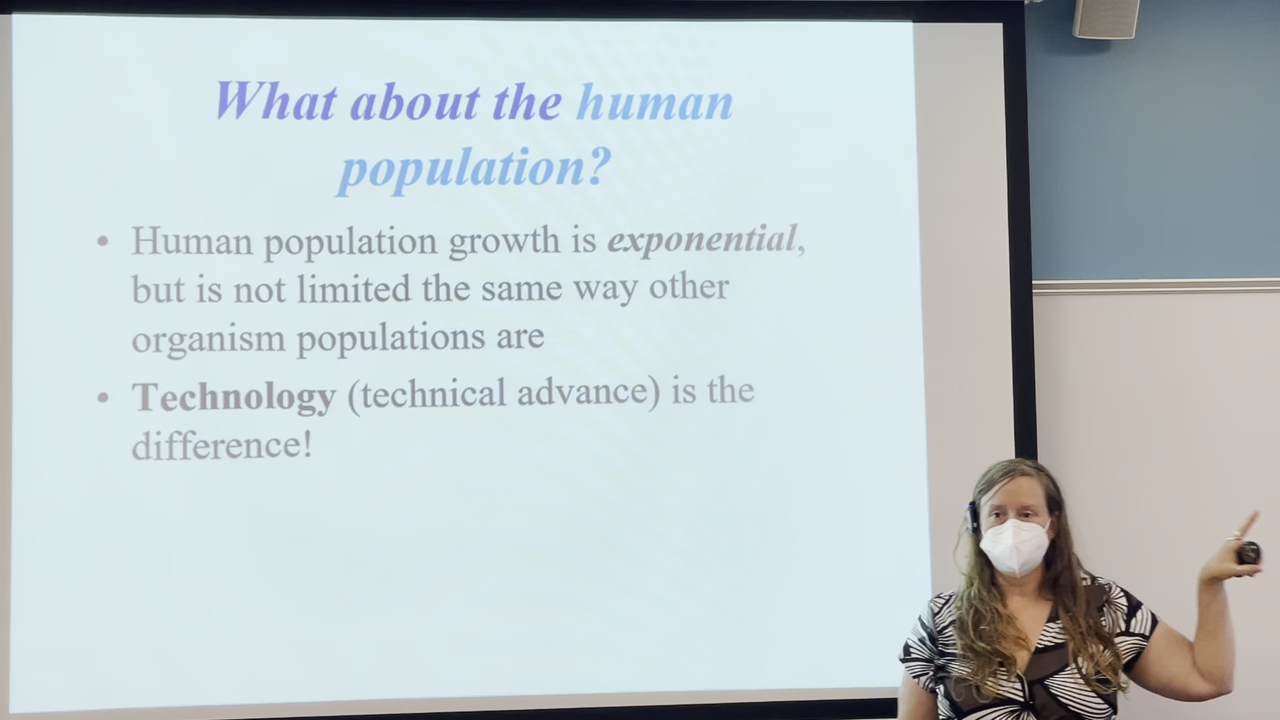 What about the human
population?
• Human population growth is exponential,
but is not limited the same way other
organism populations are
• Technology (technical advance) is the
difference!